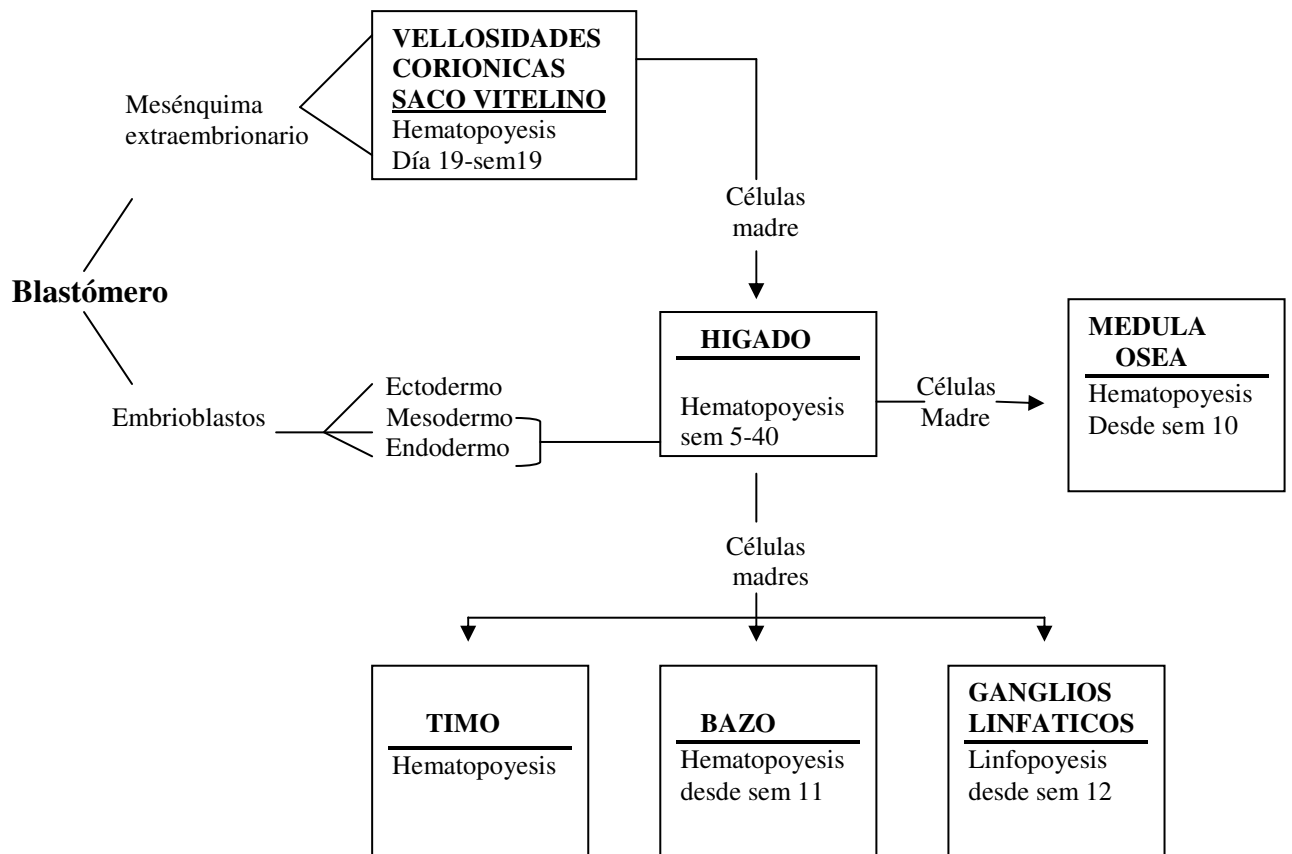 VELLOSIDADES
CORIONICAS
SACO VITELINO
Hematopoyesis
Día 19-sem19
Mesénquima
extraembrionario
Células
madre
Blastómero
HIGADO
Hematopoyesis
sem 5-40
Células
Madre
MEDULA
OSEA
Hematopoyesis
Desde sem 10
Embrioblastos
Ectodermo
Mesodermo
Endodermo
Células
madres
TIMO
Hematopoyesis
BAZO
Hematopoyesis
desde sem 11
GANGLIOS
LINFATICOS
Linfopoyesis
desde sem 12